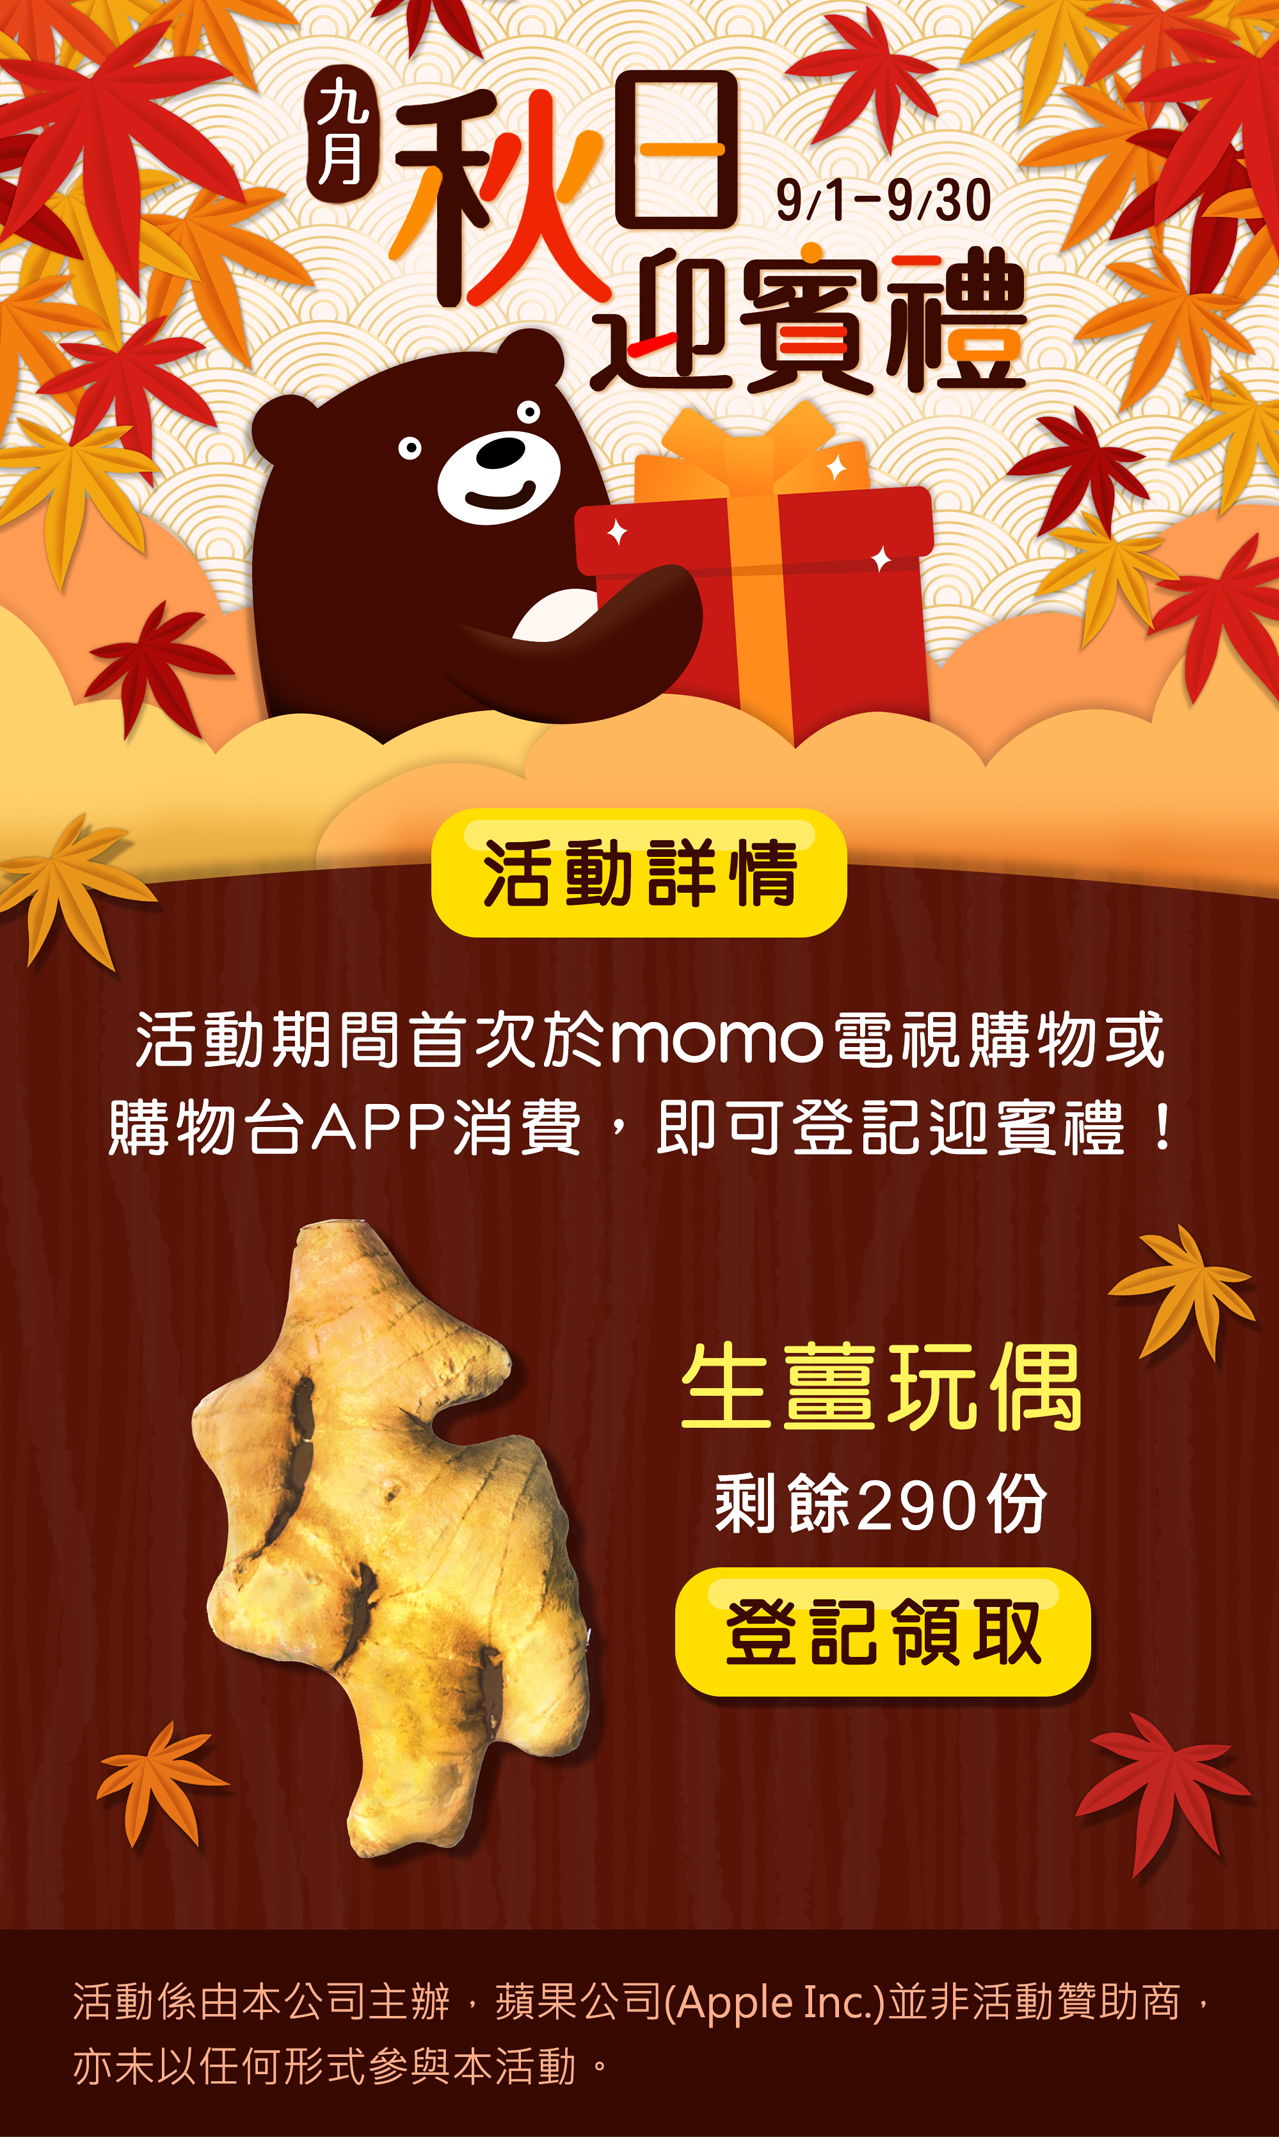 九月
秋日
9/1-9/30
迎賓禮
活動詳情
活動期間首次於momo電視購物或
購物台APP消費，即可登記迎賓禮！
生薑玩偶
剩餘290份
登記領取
活動係由本公司主辦，蘋果公司(Apple Inc.)並非活動贊助商，
亦未以任何形式參與本活動。